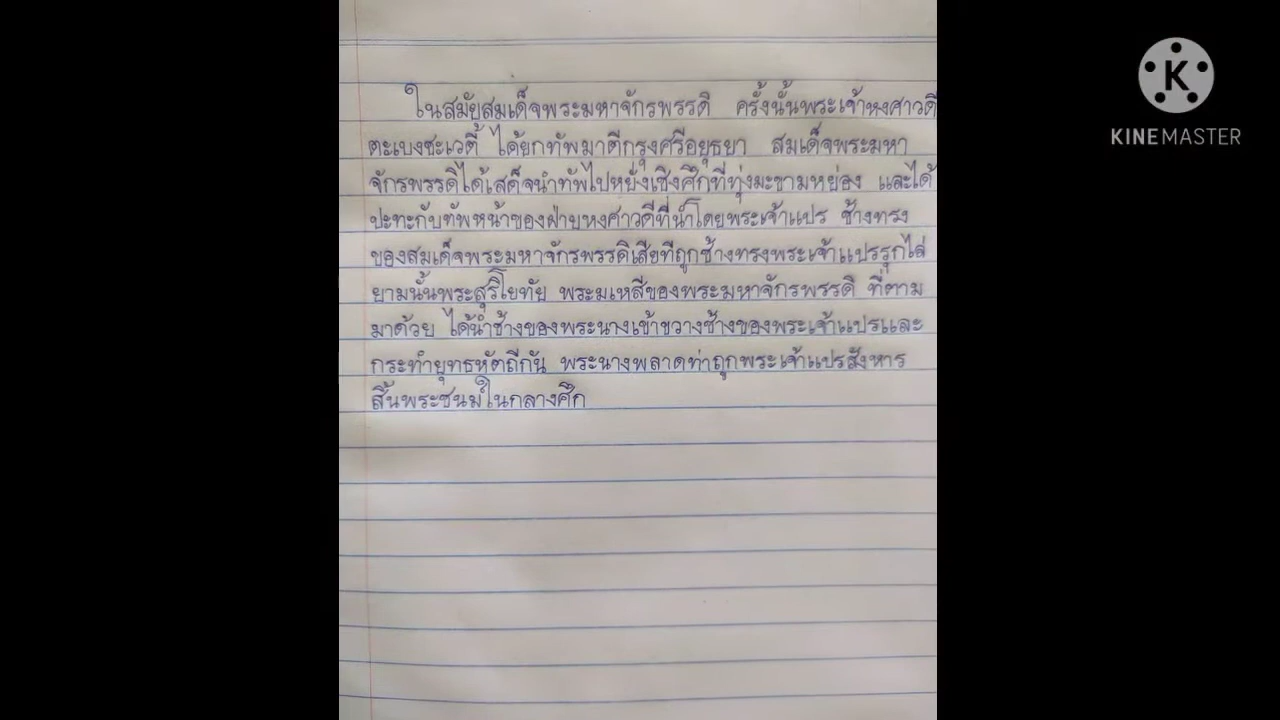 ในสมัยสมเด็จพระมหาจักรพรรดิ ครั้งนั้นพระเจ้าหงศาวดี
ตะเบงชะเวตี้ ได้ยกทัพมาตีกรุงศรีอยุธยา สมเด็จพระมหา
จักรพรรดิได้เสด็จนำทัพไปหยั่งเชิงศึกที่ทุ่งมะขามหย่อง และได้
ปะทะกับทัพหน้าของฝ่ายหงศาวดีที่นำโดยพระเจ้าแปร ช้างทรง
ของสมเด็จพระมหาจักรพรรดิเสียทีถูกช้างทรงพระเจ้าแปรรุกไล่
ยามนั้นพระสุริโยทัย พระมเหสีของพระมหาจักรพรรดิ ที่ตาม
มาด้วย ได้นำช้างของพระนางเข้าขวางช้างของพระเจ้าแปรและ
กระทำยุทธหัตถีกัน พระนางพลาดท่าถูกพระเจ้าแปรสังหาร
สิ้นพระชนม์ในกลางศึก
K
KINEMASTER